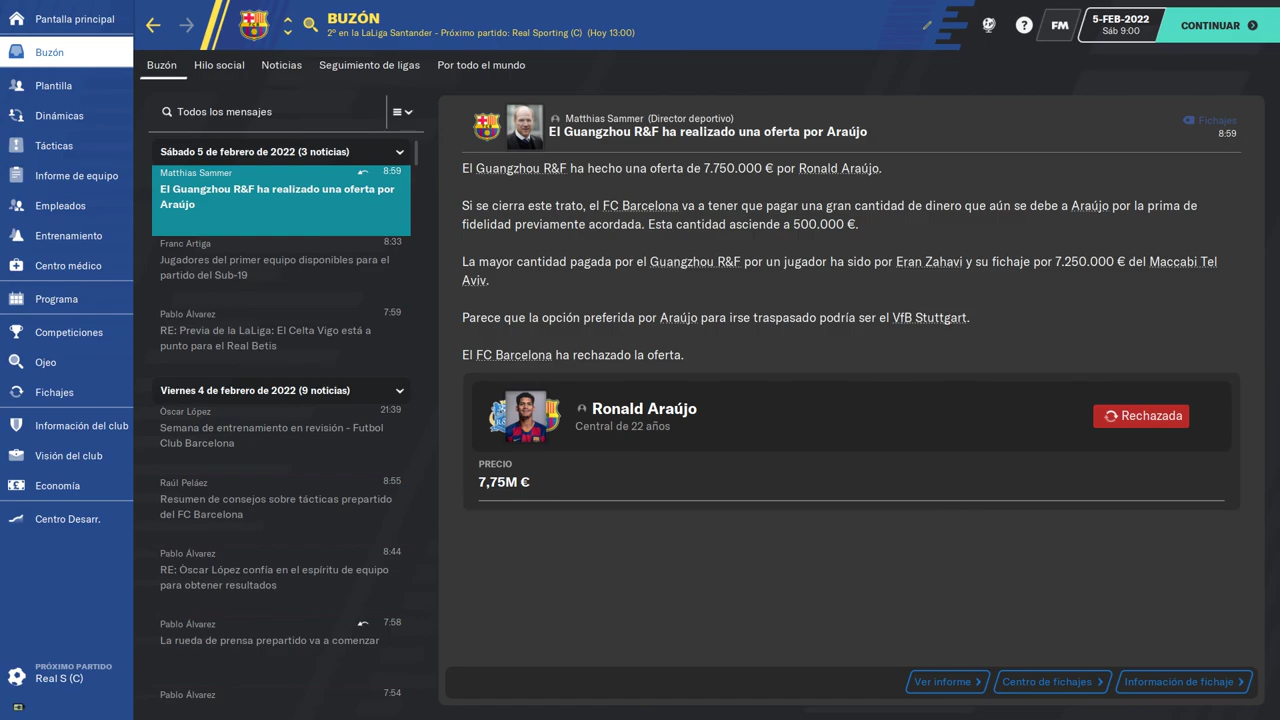 Pantalla principal
Buzón
Plantilla
Dinámicas
Tácticas
Informe de equipo
Empleados
Entrenamiento
Centro médico
Programa
Competiciones
Ojeo
Fichajes
Información del club
Visión del club
Economía
Centro Desarr.
PRÓXIMO PARTIDO
Real S (C)
BUZÓN
2º en la LaLiga Santander - Próximo partido: Real Sporting (C) (Hoy 13:00)
FM
5-FEB-2022
Sáb 9:00
CONTINUAR
Buzón
Hilo social
Noticias
Seguimiento de ligas
Por todo el mundo
Todos los mensajes
Sábado 5 de febrero de 2022 (3 noticias)
Matthias Sammer 8:59
El Guangzhou R&F ha realizado una oferta por
Araújo
Franc Artiga 8:33
Jugadores del primer equipo disponibles para el
partido del Sub-19
Pablo Álvarez 7:59
RE: Previa de la LaLiga: El Celta Vigo está a
punto para el Real Betis
Viernes 4 de febrero de 2022 (9 noticias)
Òscar López 21:39
Semana de entrenamiento en revisión - Futbol
Club Barcelona
Raúl Peláez 8:55
Resumen de consejos sobre tácticas prepartido
del FC Barcelona
Pablo Álvarez 8:44
RE: Òscar López confía en el espíritu de equipo
para obtener resultados
Pablo Álvarez 7:58
La rueda de prensa prepartido va a comenzar
Pablo Álvarez 7:54
Matthias Sammer (Director deportivo)
El Guangzhou R&F ha realizado una oferta por Araújo
Fichajes
8:59
El Guangzhou R&F ha hecho una oferta de 7.750.000 € por Ronald Araújo.
Si se cierra este trato, el FC Barcelona va a tener que pagar una gran cantidad de dinero que aún se debe a Araújo por la prima de
fidelidad previamente acordada. Esta cantidad asciende a 500.000 €.
La mayor cantidad pagada por el Guangzhou R&F por un jugador ha sido por Eran Zahavi y su fichaje por 7.250.000 € del Maccabi Tel
Aviv.
Parece que la opción preferida por Araújo para irse traspasado podría ser el VfB Stuttgart.
El FC Barcelona ha rechazado la oferta.
Ronald Araújo
Central de 22 años
Rechazada
PRECIO
7,75M €
Ver informe
Centro de fichajes
Información de fichaje